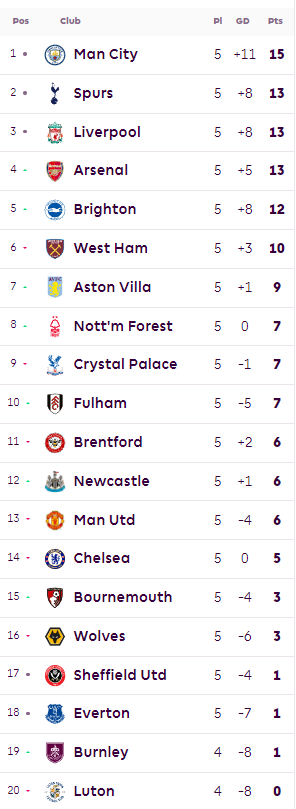 Pos Club Pl GD Pts
1 Man City 5 +11 15
2 Spurs 5 +8 13
3 Liverpool 5 +8 13
4 Arsenal 5 +5 13
5 Brighton 5 +8 12
6 West Ham 5 +3 10
7 Aston Villa 5 +1 9
8 Nott'm Forest 5 0 7
9 Crystal Palace 5 -1 7
10 Fulham 5 -5 7
11 Brentford 5 +2 6
12 Newcastle 5 +1 6
13 Man Utd 5 -4 6
14 Chelsea 5 0 5
15 Bournemouth 5 -4 3
16 Wolves 5 -6 3
17 Sheffield Utd 5 -4 1
18 Everton 5 -7 1
19 Burnley 4 -8 1
20 Luton 4 -8 0